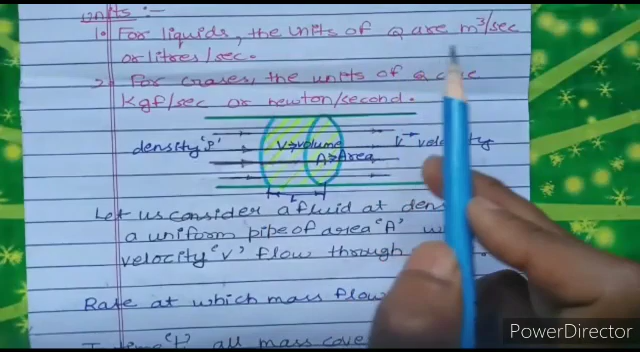 Units :-
1. For liquids, the units of Q are m³/sec
or litres/sec.
2. For Gases, the units of Q
Kgf/sec or newton/second.
density 'ρ'
V→volume
A→Area
V→ velocity
L
Let us consider a fluid at
a uniform pipe of area 'A'
velocity 'V' flow through
Rate at which mass flow
all mass
PowerDirector